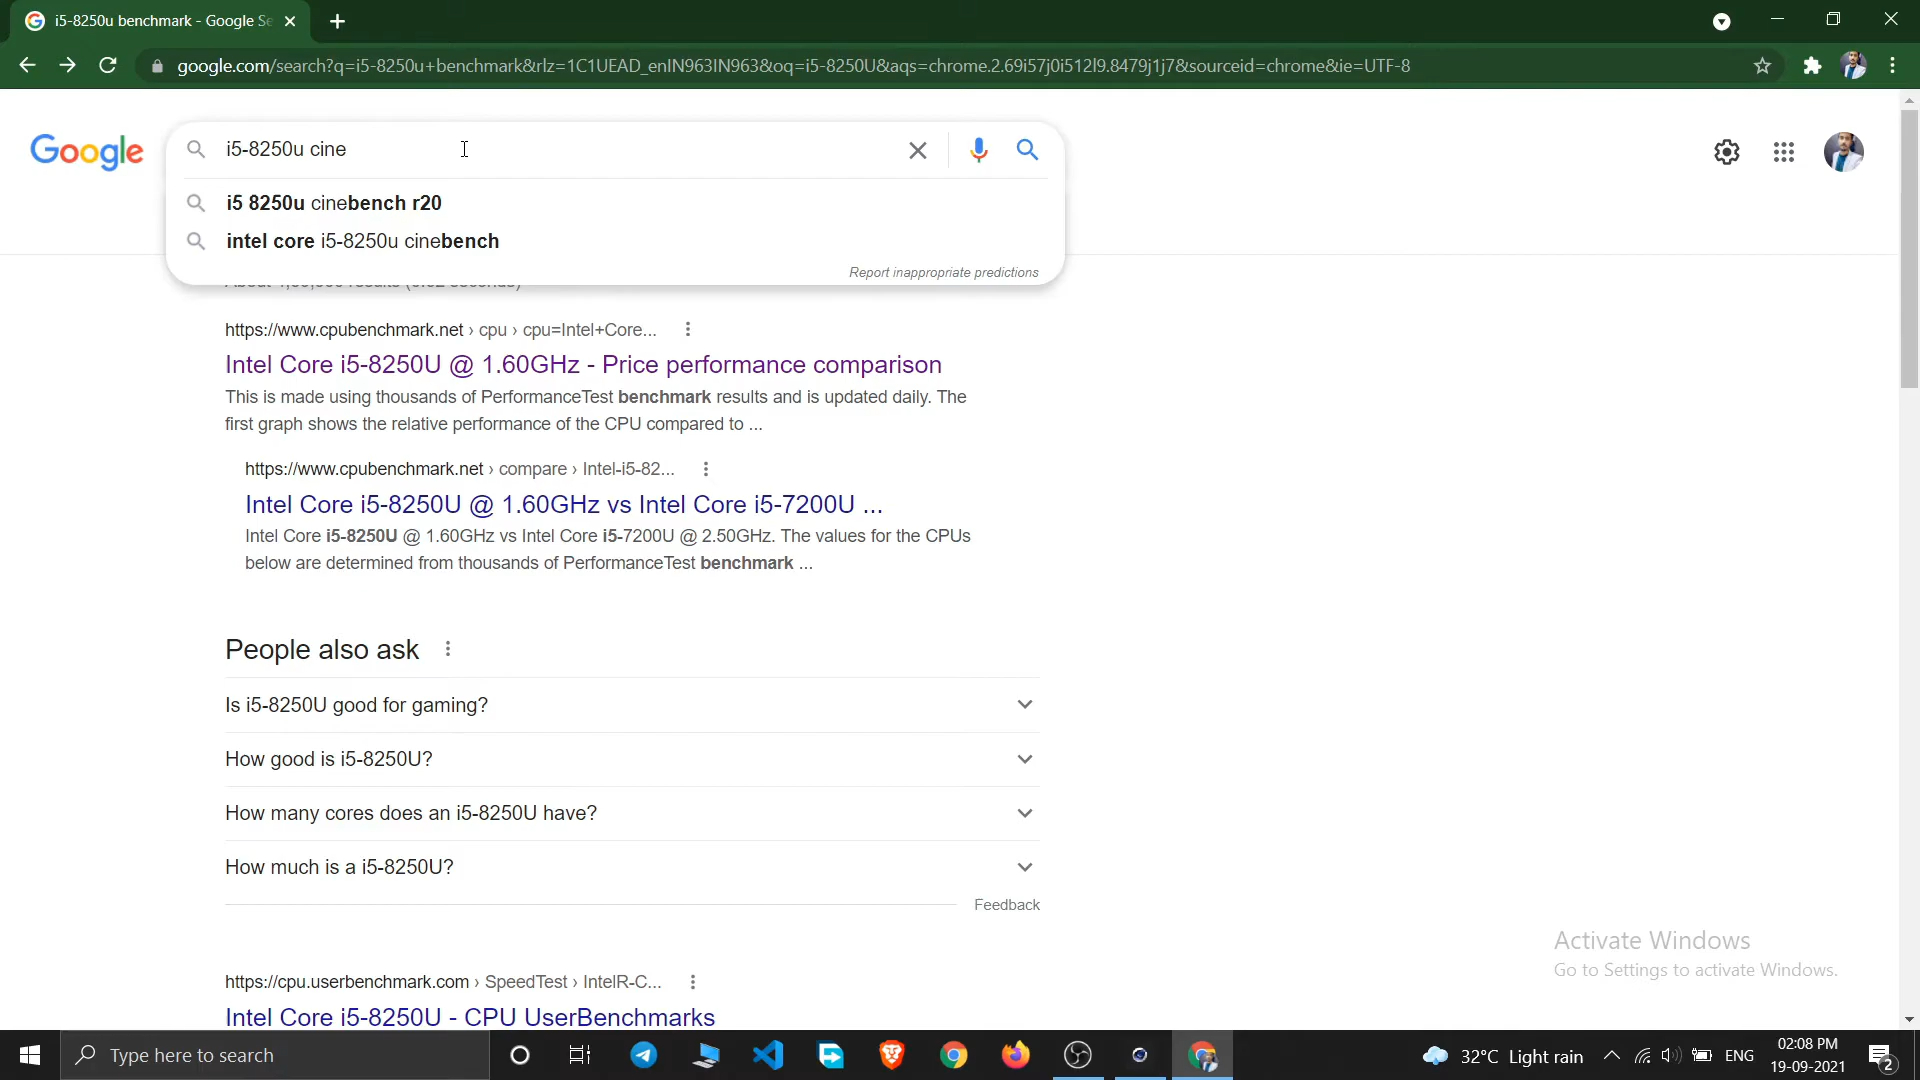 i5-8250u benchmark - Google Se
google.com/search?q=i5-8250u+benchmark&rlz=1C1UEAD_enIN963IN963&oq=i5-8250U&aqs=chrome.2.69i57j0i512l9.8479j1j7&sourceid=chrome&ie=UTF-8
Google
i5-8250u cine
i5 8250u cinebench r20
intel core i5-8250u cinebench
Report inappropriate predictions
https://www.cpubenchmark.net › cpu › cpu=Intel+Core...
Intel Core i5-8250U @ 1.60GHz - Price performance comparison
This is made using thousands of PerformanceTest benchmark results and is updated daily. The
first graph shows the relative performance of the CPU compared to ...
https://www.cpubenchmark.net › compare › Intel-i5-82...
Intel Core i5-8250U @ 1.60GHz vs Intel Core i5-7200U ...
Intel Core i5-8250U @ 1.60GHz vs Intel Core i5-7200U @ 2.50GHz. The values for the CPUs
below are determined from thousands of PerformanceTest benchmark ...
People also ask
Is i5-8250U good for gaming?
How good is i5-8250U?
How many cores does an i5-8250U have?
How much is a i5-8250U?
Feedback
https://cpu.userbenchmark.com › SpeedTest › IntelR-C...
Intel Core i5-8250U - CPU UserBenchmarks
Activate Windows
Go to Settings to activate Windows.
Type here to search
32°C Light rain
ENG
02:08 PM
19-09-2021
2